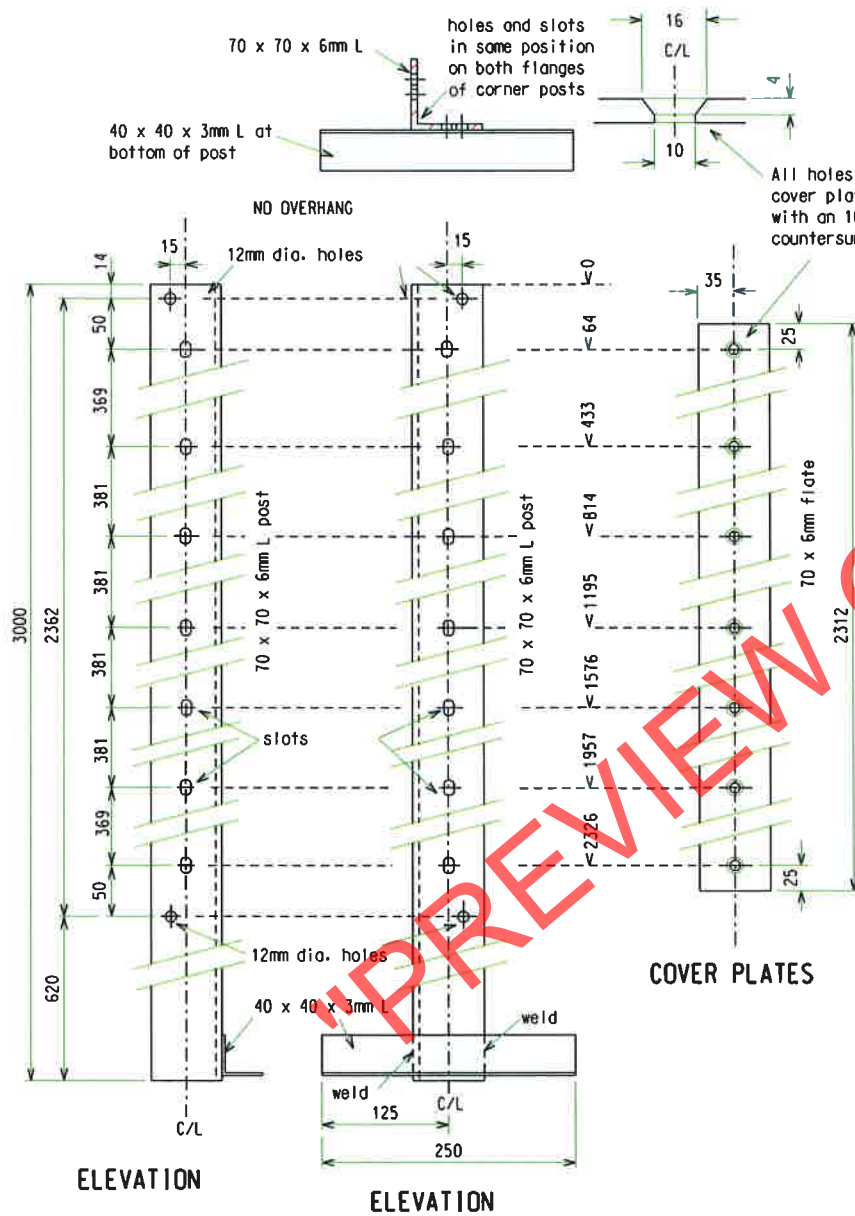 70 x 70 x 6mm L
holes and slots
in same position
on both flanges
of corner posts
16
C/L
4
10
40 x 40 x 3mm L at
bottom of post
All holes
cover pla
with an 1
countersu
NO OVERHANG
15
12mm dia. holes
15
14
0
35
25
50
64
369
433
381
814
381
1195
381
1576
381
1957
369
2326
50
25
3000
2362
620
70 x 70 x 6mm L post
70 x 70 x 6mm L post
70 x 6mm flate
2312
slots
12mm dia. holes
COVER PLATES
40 x 40 x 3mm L
weld
weld
C/L
C/L
125
250
ELEVATION
ELEVATION
"PREVIEW